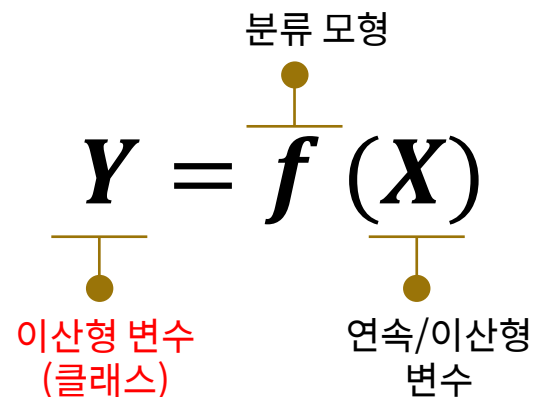 분류 모형
Y = f (X)
이산형 변수
(클래스)
연속/이산형
변수